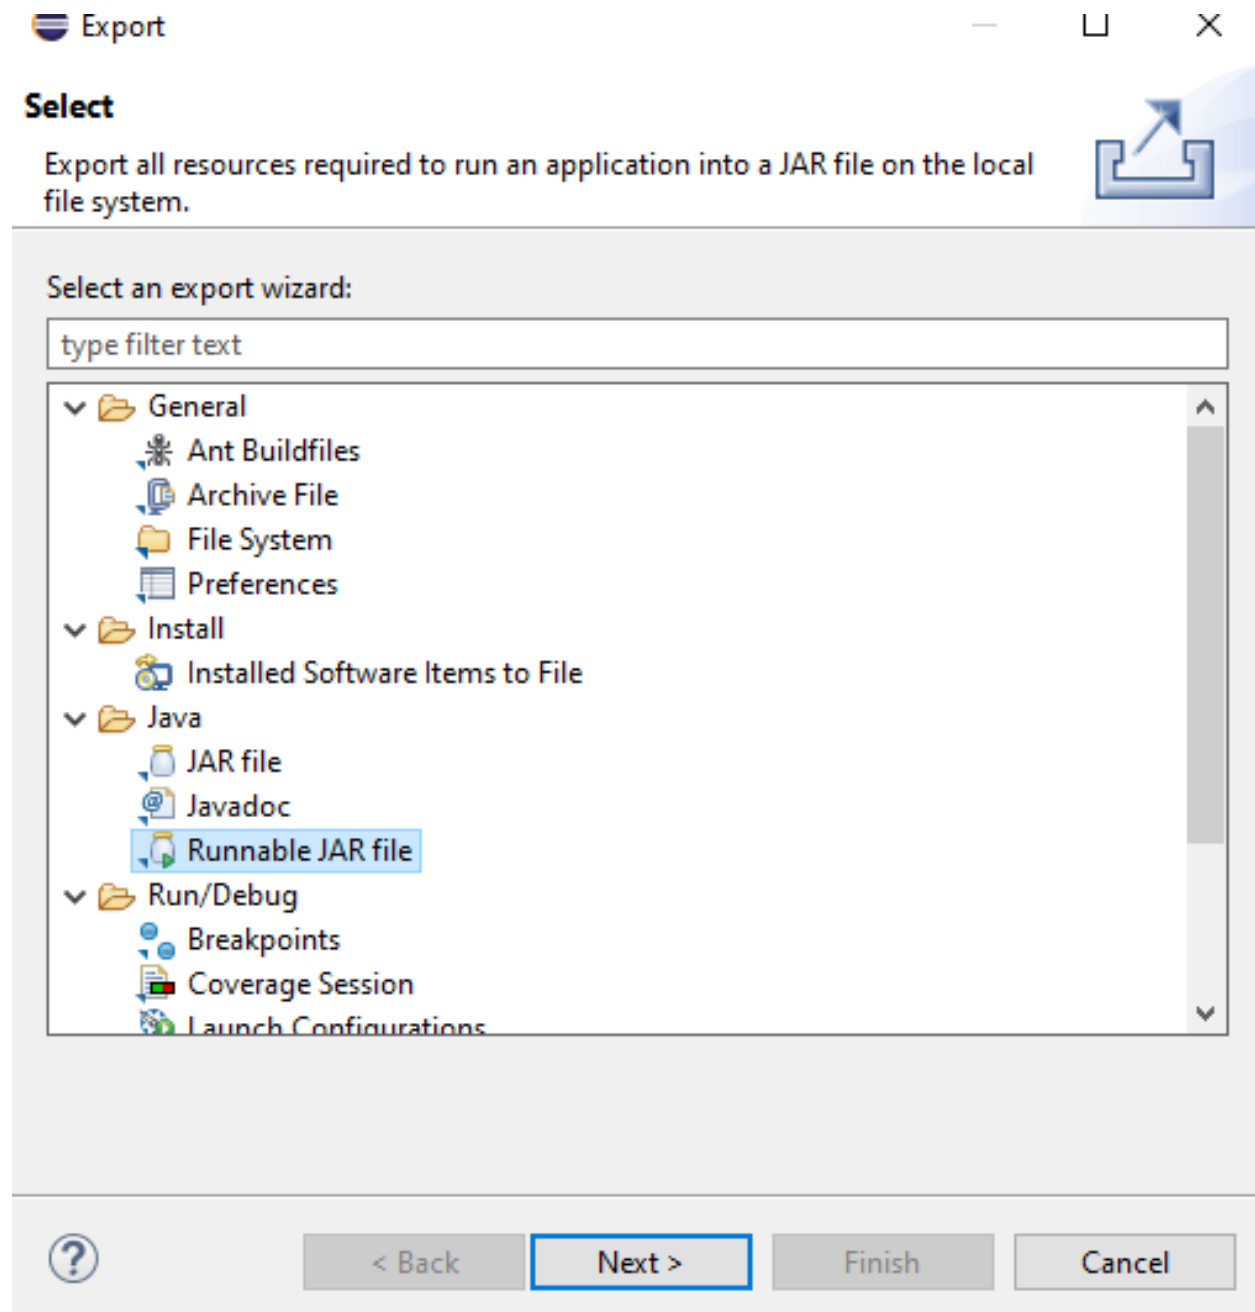 Export
Select
Export all resources required to run an application into a JAR file on the local
file system.
Select an export wizard:
type filter text
General
Ant Buildfiles
Archive File
File System
Preferences
Install
Installed Software Items to File
Java
JAR file
Javadoc
Runnable JAR file
Run/Debug
Breakpoints
Coverage Session
Launch Configurations
< Back
Next >
Finish
Cancel